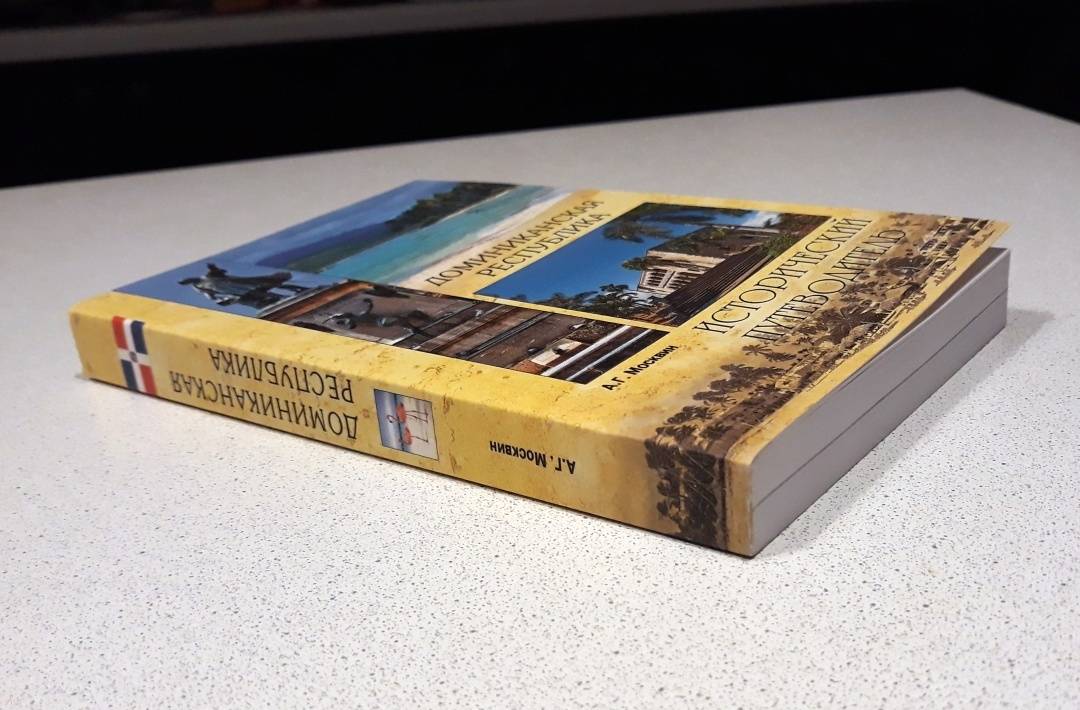 ДОМИНИКАНСКАЯ
РЕСПУБЛИКА
ИСТОРИЧЕСКИЙ
ПУТЕВОДИТЕЛЬ
А.Г. Москвин
ДОМИНИКАНСКАЯ
РЕСПУБЛИКА
А.Г. Москвин